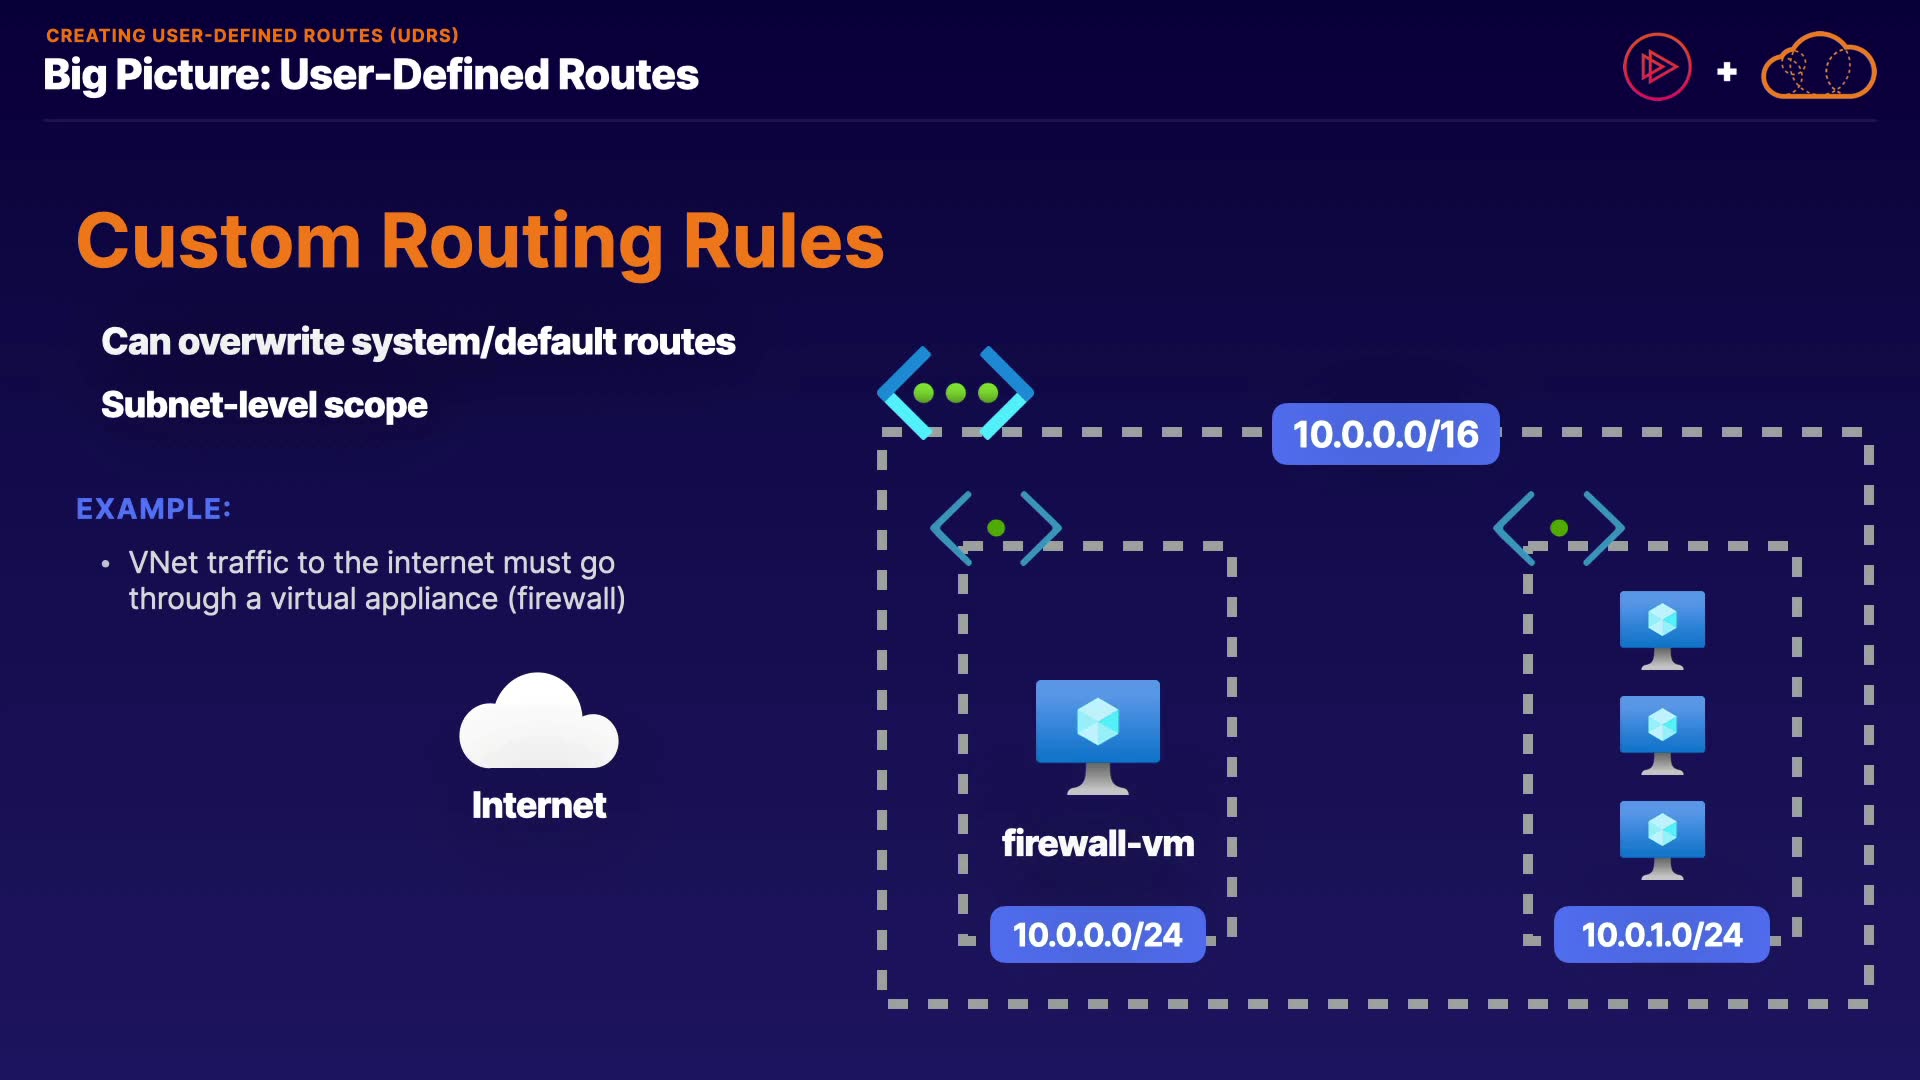 CREATING USER-DEFINED ROUTES (UDRS)
Big Picture: User-Defined Routes
+
Custom Routing Rules
Can overwrite system/default routes
Subnet-level scope
EXAMPLE:
• VNet traffic to the internet must go
through a virtual appliance (firewall)
Internet
10.0.0.0/16
firewall-vm
10.0.0.0/24
10.0.1.0/24